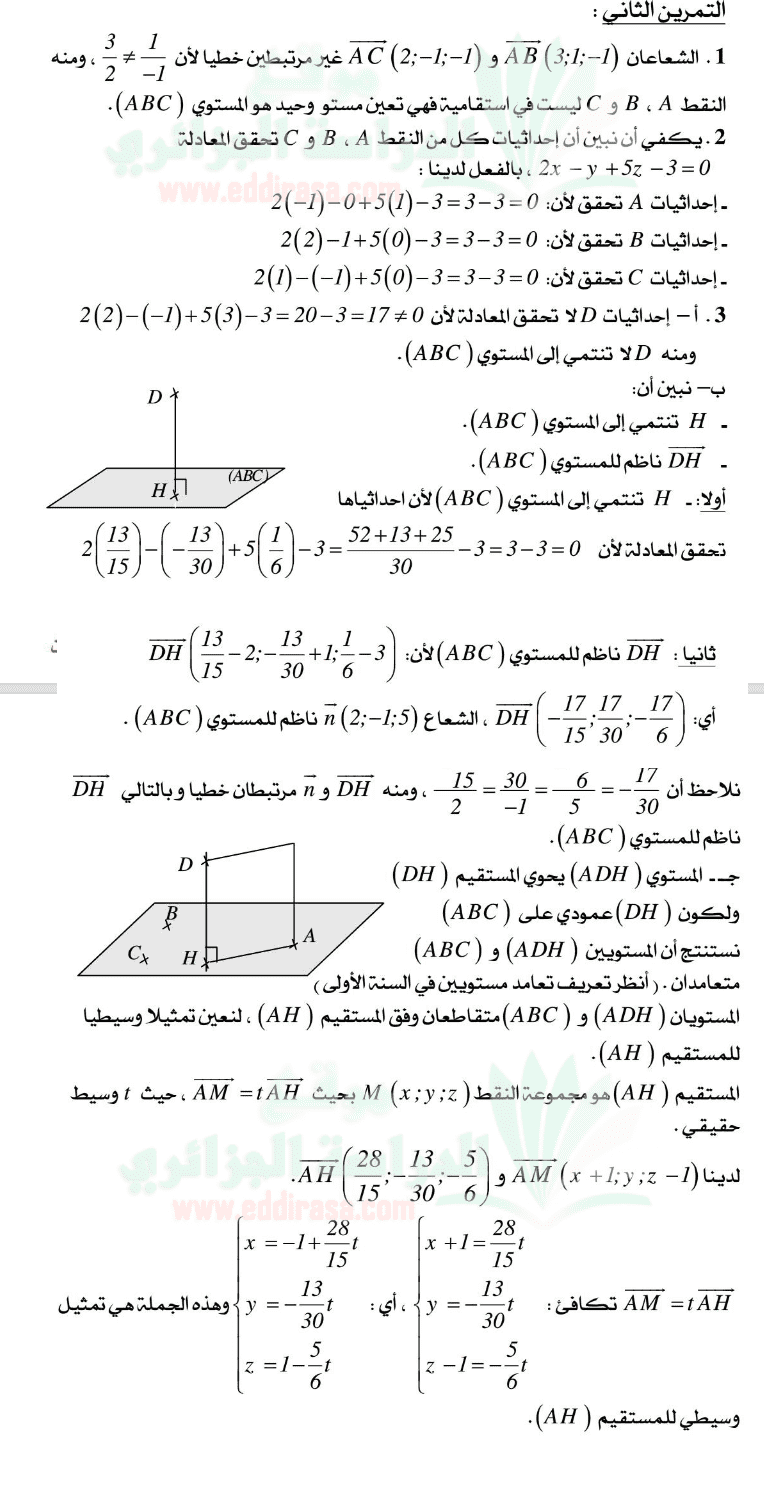 التمرين الثاني :
1. الشعاعان $\overrightarrow{AB}(3;1;-1)$ و $\overrightarrow{AC}(2;-1;-1)$ غير مرتبطين خطيا لأن $\frac{3}{2} \neq \frac{1}{-1}$ ، ومنه
النقط A ، B و C ليست في استقامية فهي تعين مستو وحيد هو المستوي (ABC).
2. يكفي أن نبين أن إحداثيات كل من النقط A ، B و C تحقق المعادلة
$2x - y + 5z - 3 = 0$ ، بالفعل لدينا :
www.eddirasa.com
- إحداثيات A تحقق لأن: $2(-1)-0+5(1)-3=3-3=0$
- إحداثيات B تحقق لأن: $2(2)-1+5(0)-3=3-3=0$
- إحداثيات C تحقق لأن: $2(1)-(-1)+5(0)-3=3-3=0$
3. أ – إحداثيات D لا تحقق المعادلة لأن $2(2)-(-1)+5(3)-3=20-3=17 \neq 0$
ومنه D لا تنتمي إلى المستوي (ABC).
ب– نبين أن:
- H تنتمي إلى المستوي (ABC).
- $\overrightarrow{DH}$ ناظم للمستوي (ABC).
D
(ABC)
H
أولا: - H تنتمي إلى المستوي (ABC) لأن احداثياها
تحقق المعادلة لأن $2\left(\frac{13}{15}\right)-\left(-\frac{13}{30}\right)+5\left(\frac{1}{6}\right)-3=\frac{52+13+25}{30}-3=3-3=0$
ثانيا : $\overrightarrow{DH}$ ناظم للمستوي (ABC) لأن: $\overrightarrow{DH}\left(\frac{13}{15}-2;-\frac{13}{30}+1;\frac{1}{6}-3\right)$
أي: $\overrightarrow{DH}\left(-\frac{17}{15};\frac{17}{30};-\frac{17}{6}\right)$ ، الشعاع $\vec{n}(2;-1;5)$ ناظم للمستوي (ABC) .
نلاحظ أن $\frac{15}{2}=\frac{30}{-1}=\frac{6}{5}=-\frac{17}{30}$ ، ومنه $\overrightarrow{DH}$ و $\vec{n}$ مرتبطان خطيا و بالتالي $\overrightarrow{DH}$
ناظم للمستوي (ABC).
جـ- المستوي (ADH) يحوي المستقيم (DH)
ولكون (DH) عمودي على (ABC)
نستنتج أن المستويين (ADH) و (ABC)
متعامدان . ( أنظر تعريف تعامد مستويين في السنة الأولى )
D
B
A
C
H
المستويان (ADH) و (ABC) متقاطعان وفق المستقيم (AH) ، لنعين تمثيلا وسيطيا
للمستقيم (AH).
المستقيم (AH) هو مجموعة النقط M(x;y;z) بحيث $\overrightarrow{AM}=t\overrightarrow{AH}$ ، حيث t وسيط
حقيقي .
موقع الدراسة الجزائري
لدينا $\overrightarrow{AM}(x+1;y;z-1)$ و $\overrightarrow{AH}\left(\frac{28}{15};-\frac{13}{30};-\frac{5}{6}\right)$.
www.eddirasa.com
$\overrightarrow{AM}=t\overrightarrow{AH}$ تكافئ: $\begin{cases}x+1=\frac{28}{15}t\\y=-\frac{13}{30}t\\z-1=-\frac{5}{6}t\end{cases}$ ، أي : $\begin{cases}x=-1+\frac{28}{15}t\\y=-\frac{13}{30}t\\z=1-\frac{5}{6}t\end{cases}$ وهذه الجملة هي تمثيل
وسيطي للمستقيم (AH).